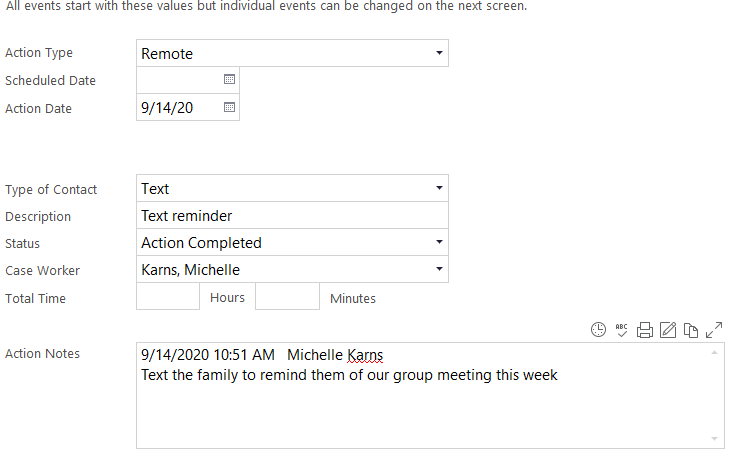 All events start with these values but individual events can be changed on the next screen.
Action Type Remote
Scheduled Date
Action Date 9/14/20
Type of Contact Text
Description Text reminder
Status Action Completed
Case Worker Karns, Michelle
Total Time Hours Minutes
ABC
Action Notes 9/14/2020 10:51 AM Michelle Karns
Text the family to remind them of our group meeting this week